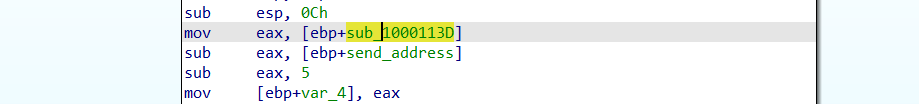 sub esp, 0Ch
mov eax, [ebp+sub_1000113D]
sub eax, [ebp+send_address]
sub eax, 5
mov [ebp+var_4], eax